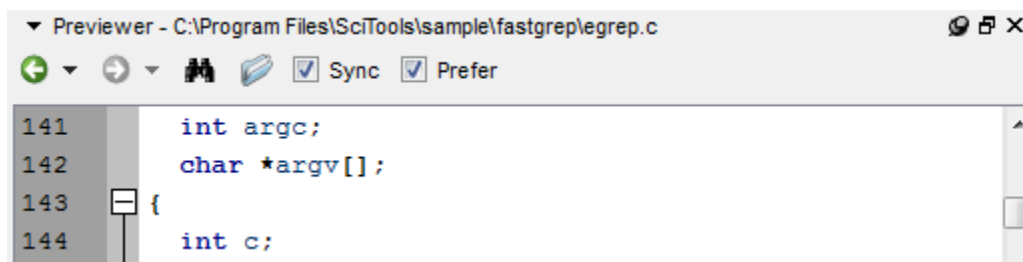 Previewer - C:\Program Files\SciTools\sample\fastgrep\egrep.c
Sync Prefer
141 int argc;
142 char *argv[];
143 {
144 int c;